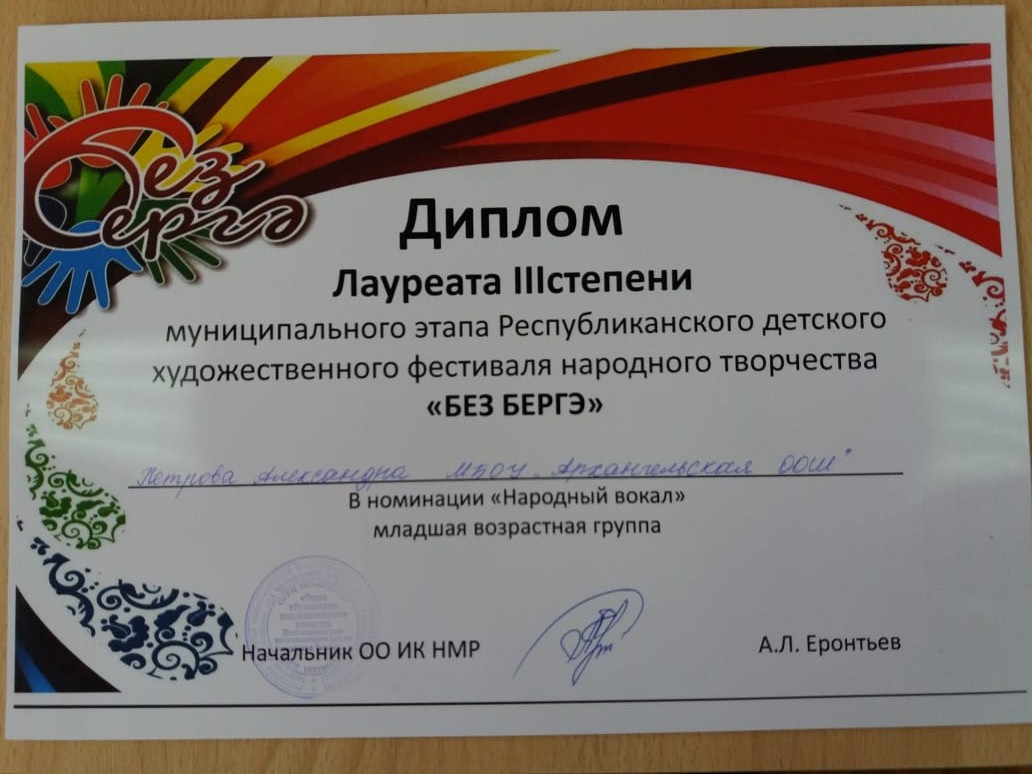 Без
Бергэ
Диплом
Лауреата IIIстепени
муниципального этапа Республиканского детского
художественного фестиваля народного творчества
«БЕЗ БЕРГЭ»
Петрова Александра МБОУ "Архангельская ООШ"
В номинации «Народный вокал»
младшая возрастная группа
Начальник ОО ИК НМР А.Л. Еронтьев